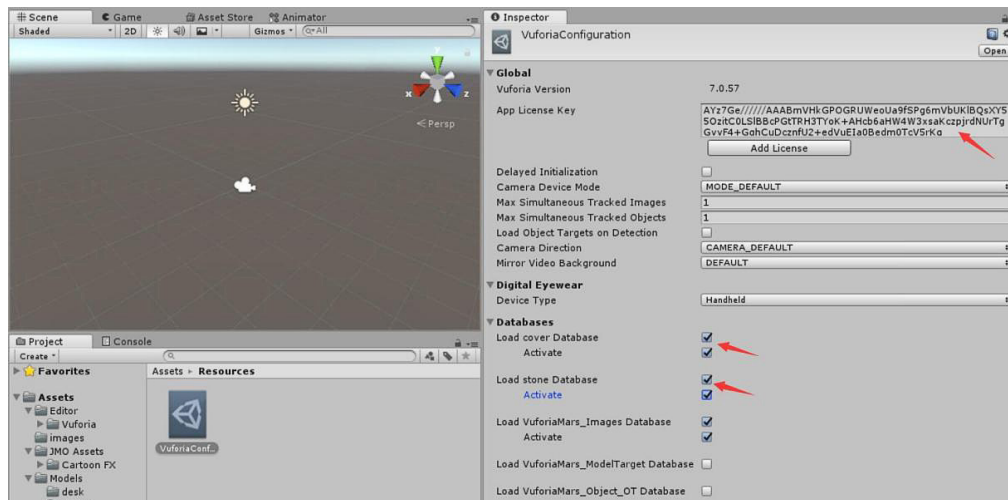 Scene
Game
Asset Store
Animator
Shaded
2D
Gizmos
All
x
z
Persp
Inspector
VuforiaConfiguration
Open
Global
Vuforia Version 7.0.57
App License Key
Add License
Delayed Initialization
Camera Device Mode MODE_DEFAULT
Max Simultaneous Tracked Images 1
Max Simultaneous Tracked Objects 1
Load Object Targets on Detection
Camera Direction CAMERA_DEFAULT
Mirror Video Background DEFAULT
Digital Eyewear
Device Type Handheld
Databases
Load cover Database
Activate
Load stone Database
Activate
Load VuforiaMars_Images Database
Activate
Load VuforiaMars_ModelTarget Database
Load VuforiaMars_Object_OT Database
Project
Console
Create
Favorites
Assets
Editor
Vuforia
images
JMO Assets
Cartoon FX
Models
desk
Assets Resources
VuforiaConf...